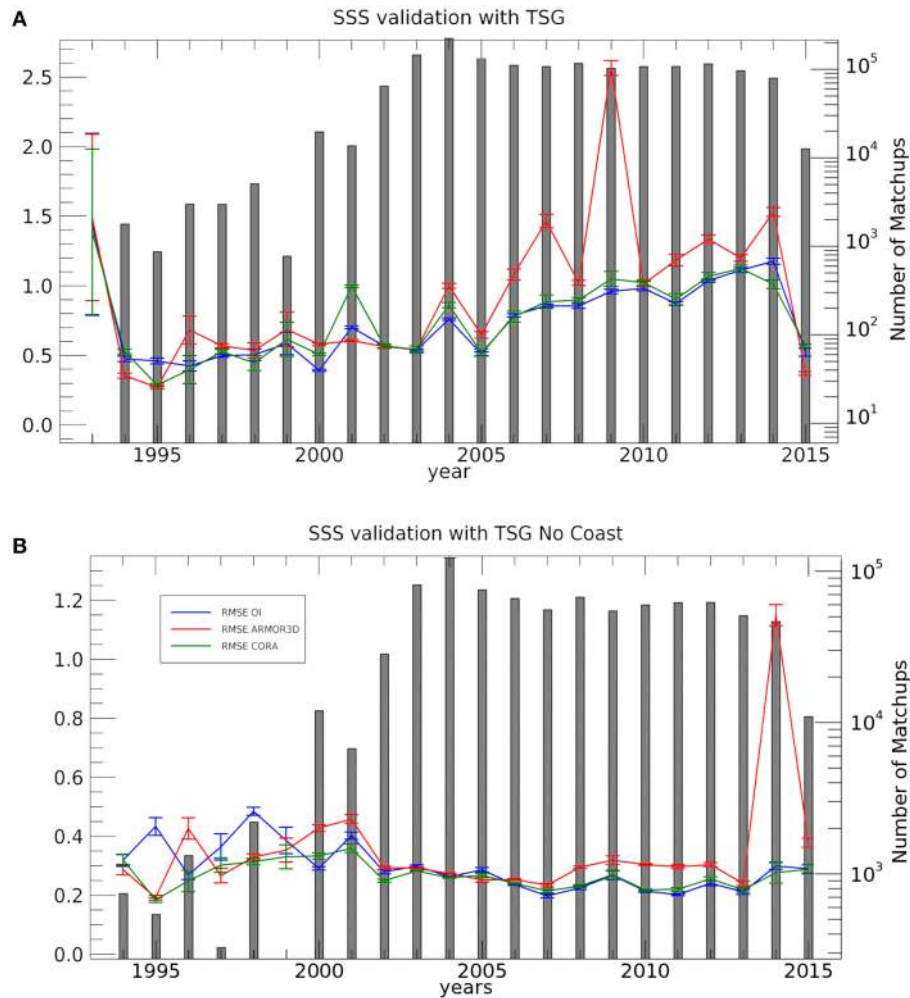 A
SSS validation with TSG
2.5
2.0
1.5
1.0
0.5
0.0
10^5
10^4
10^3
10^2
10^1
Number of Matchups
1995
2000
2005
2010
2015
year
B
SSS validation with TSG No Coast
1.2
1.0
0.8
0.6
0.4
0.2
0.0
RMSE OI
RMSE ARMOR3D
RMSE CORA
10^5
10^4
10^3
Number of Matchups
1995
2000
2005
2010
2015
years